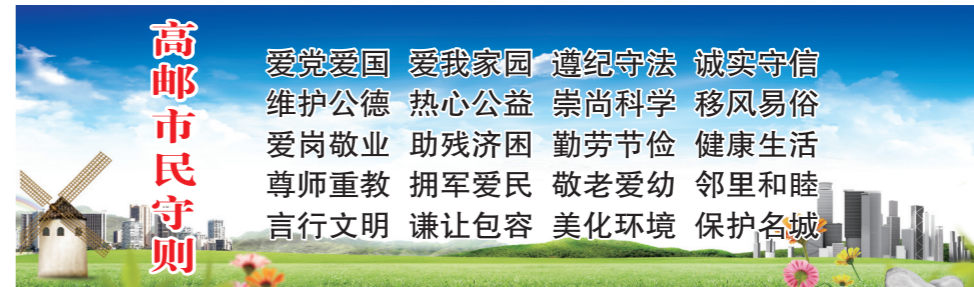 高邮市民守则
爱党爱国 爱我家园 遵纪守法 诚实守信
维护公德 热心公益 崇尚科学 移风易俗
爱岗敬业 助残济困 勤劳节俭 健康生活
尊师重教 拥军爱民 敬老爱幼 邻里和睦
言行文明 谦让包容 美化环境 保护名城